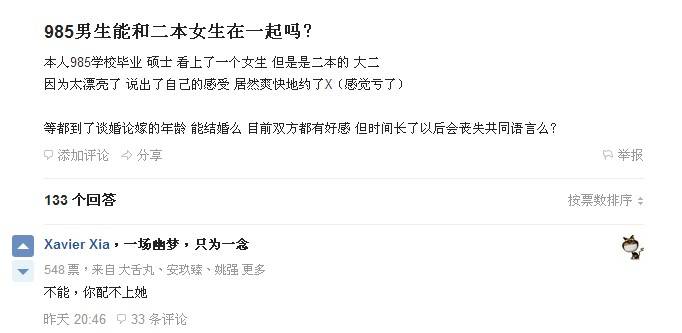 985男生能和二本女生在一起吗？
本人985学校毕业 硕士 看上了一个女生 但是是二本的 大二
因为太漂亮了 说出了自己的感受 居然爽快地约了X（感觉亏了）
等都到了谈婚论嫁的年龄 能结婚么 目前双方都有好感 但时间长了以后会丧失共同语言么？
添加评论 分享 举报
133 个回答 按票数排序
Xavier Xia，一场幽梦，只为一念
548 票，来自 大舌丸、安玖臻、姚强 更多
不能，你配不上她
昨天 20:46 33 条评论